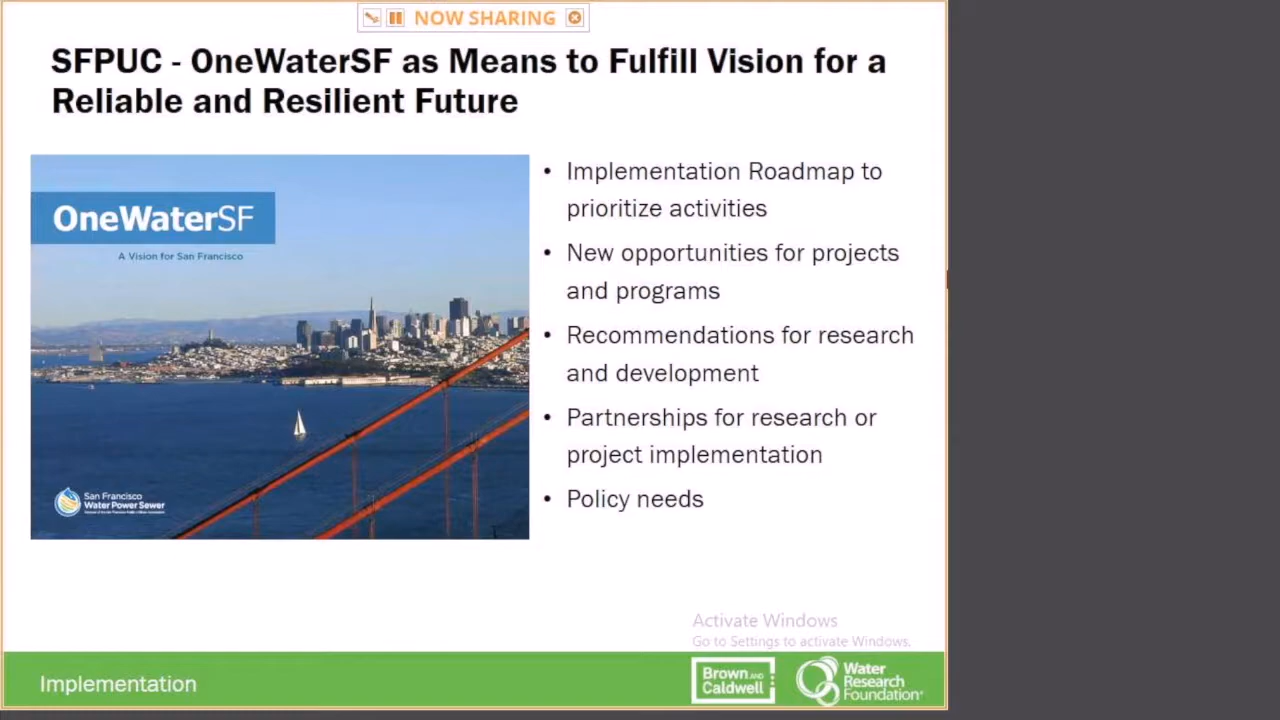 NOW SHARING
SFPUC - OneWaterSF as Means to Fulfill Vision for a
Reliable and Resilient Future
OneWaterSF
A Vision for San Francisco
San Francisco
Water Power Sewer
• Implementation Roadmap to
prioritize activities
• New opportunities for projects
and programs
• Recommendations for research
and development
• Partnerships for research or
project implementation
• Policy needs
Activate Windows
Go to Settings to activate Windows.
Implementation
Brown AND
Caldwell
Water
Research
Foundation